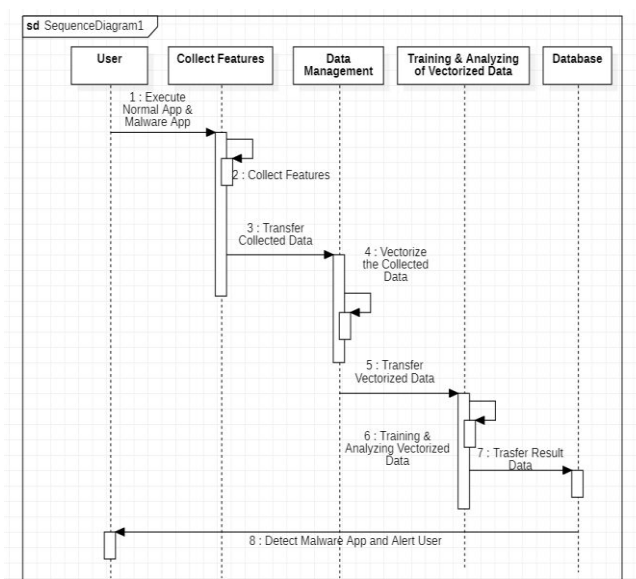 sd SequenceDiagram1
User
Collect Features
Data
Management
Training & Analyzing
of Vectorized Data
Database
1 : Execute
Normal App &
Malware App
2 : Collect Features
3 : Transfer
Collected Data
4 : Vectorize
the Collected
Data
5 : Transfer
Vectorized Data
6 : Training &
Analyzing Vectorized
Data
7 : Trasfer Result
Data
8 : Detect Malware App and Alert User